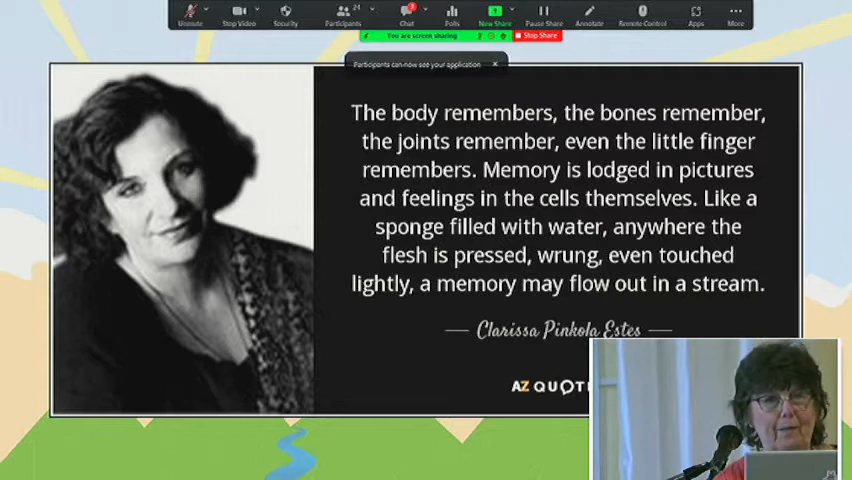 24
3
Unmute
Stop Video
Security
Participants
Chat
Polls
New Share
Pause Share
Annotate
Remote Control
Apps
More
You are screen sharing
Stop Share
Participants can now see your application
The body remembers, the bones remember,
the joints remember, even the little finger
remembers. Memory is lodged in pictures
and feelings in the cells themselves. Like a
sponge filled with water, anywhere the
flesh is pressed, wrung, even touched
lightly, a memory may flow out in a stream.
Clarissa Pinkola Estes
AZ QUOT